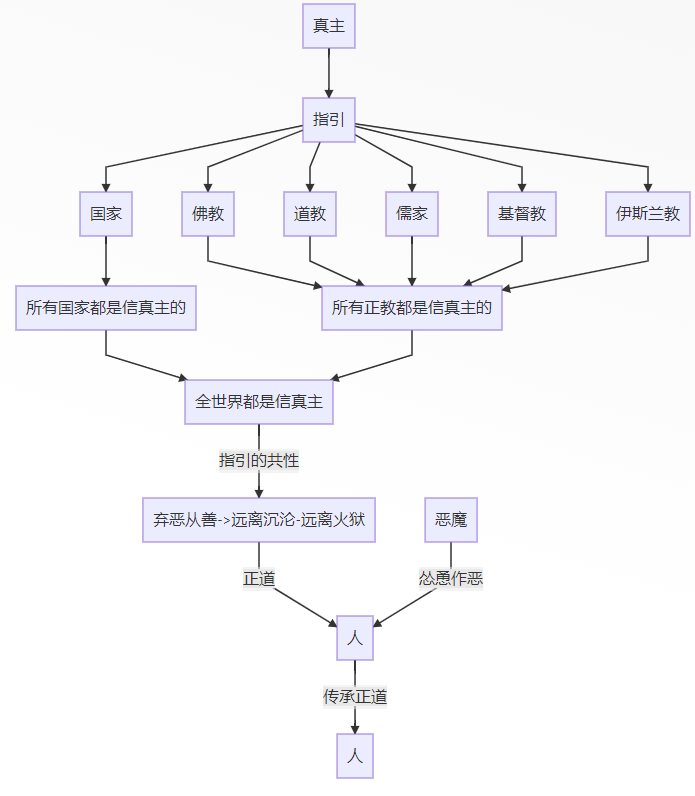 真主
指引
国家
佛教
道教
儒家
基督教
伊斯兰教
所有国家都是信真主的
所有正教都是信真主的
全世界都是信真主
指引的共性
弃恶从善->远离沉沦-远离火狱
恶魔
正道
怂恿作恶
人
传承正道
人